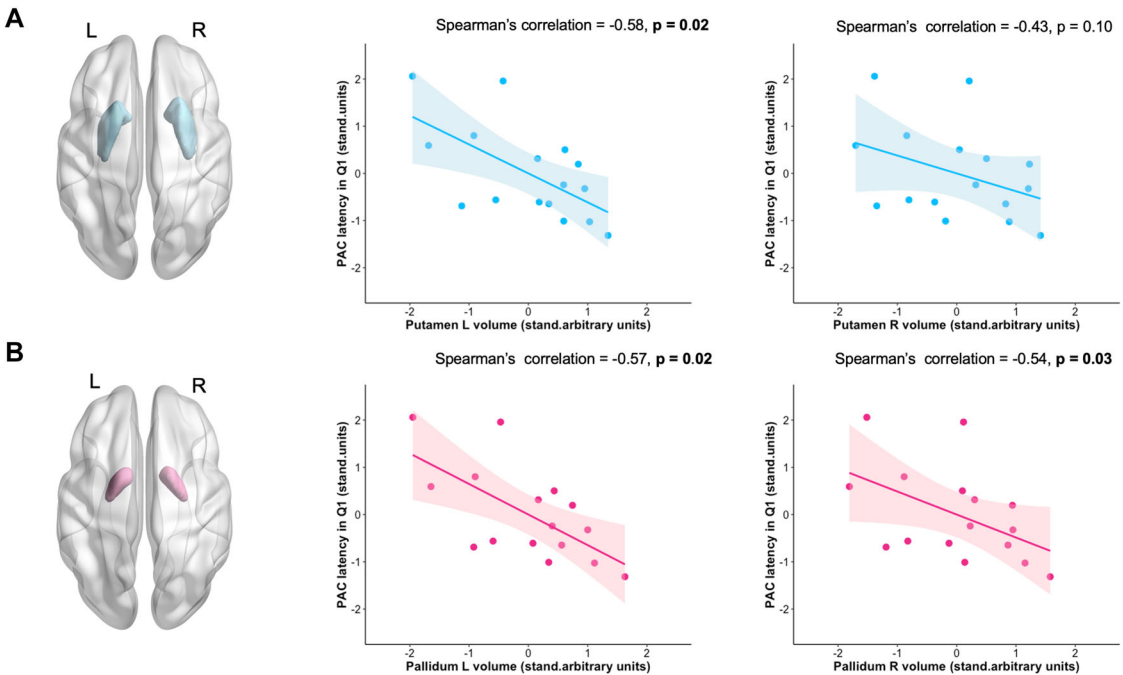 A
L
R
Spearman's correlation = -0.58, p = 0.02
PAC latency in Q1 (stand.units)
2
1
0
-1
-2
-2
-1
0
1
2
Putamen L volume (stand.arbitrary units)
Spearman's correlation = -0.43, p = 0.10
PAC latency in Q1 (stand.units)
2
1
0
-1
-2
-2
-1
0
1
2
Putamen R volume (stand.arbitrary units)
B
L
R
Spearman's correlation = -0.57, p = 0.02
PAC latency in Q1 (stand.units)
2
1
0
-1
-2
-2
-1
0
1
2
Pallidum L volume (stand.arbitrary units)
Spearman's correlation = -0.54, p = 0.03
PAC latency in Q1 (stand.units)
2
1
0
-1
-2
-2
-1
0
1
2
Pallidum R volume (stand.arbitrary units)